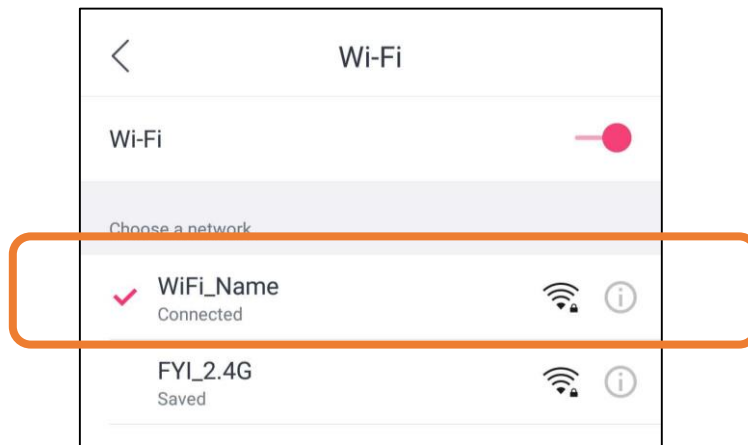 Wi-Fi
Wi-Fi
Choose a network
WiFi_Name
Connected
FYI_2.4G
Saved